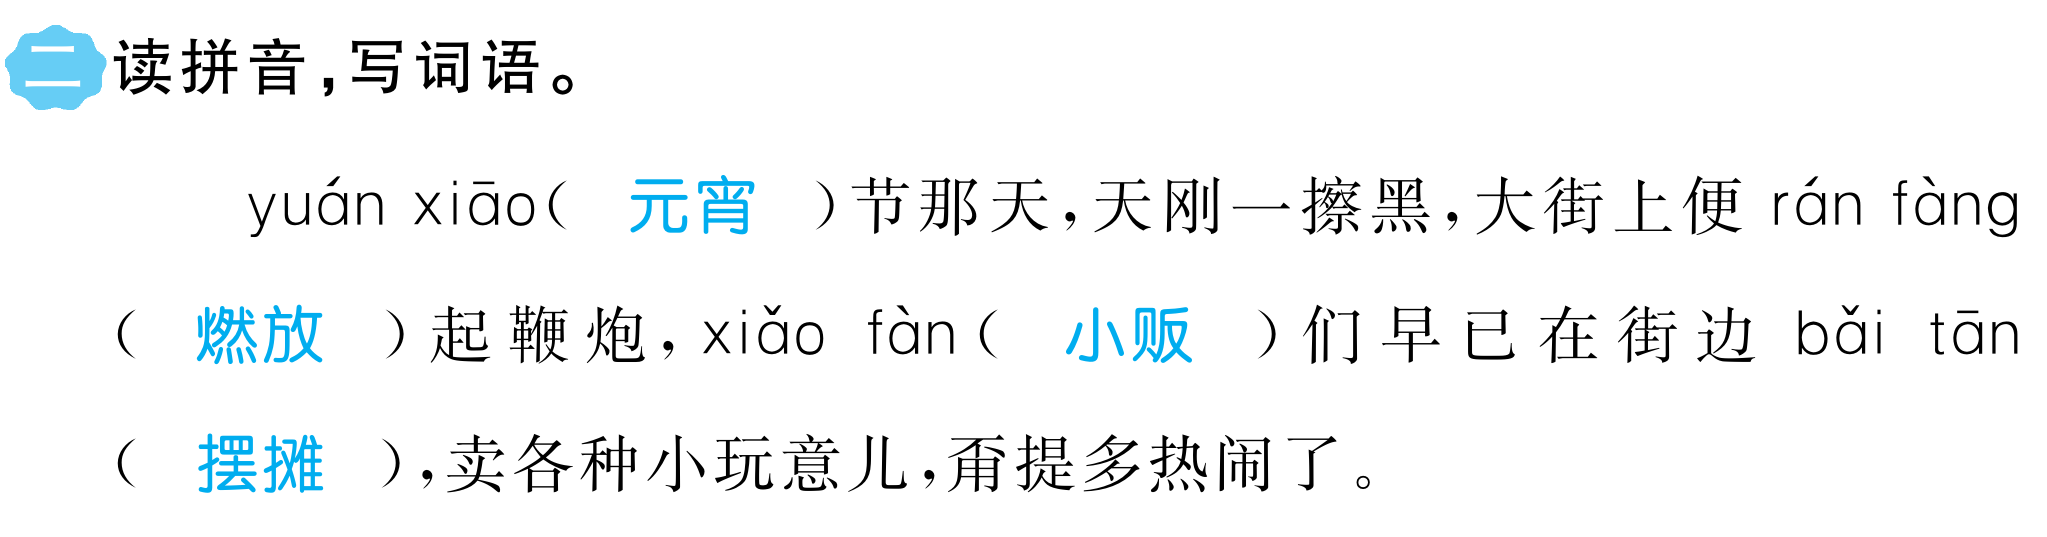 二 读拼音,写词语。
yuán xiāo( 元宵 )节那天,天刚一擦黑,大街上便 rán fàng
( 燃放 )起鞭炮,xiǎo fàn( 小贩 )们早已在街边 bǎi tān
( 摆摊 ),卖各种小玩意儿,甭提多热闹了。